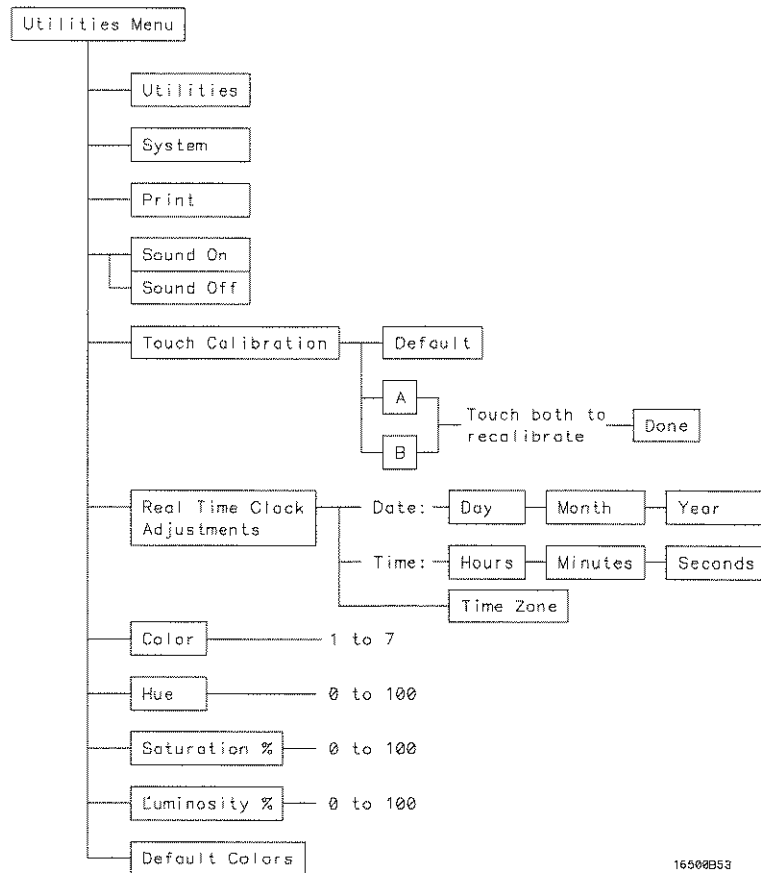 Utilities Menu
Utilities
System
Print
Sound On
Sound Off
Touch Calibration
Default
A
B
Touch both to
recalibrate
Done
Real Time Clock
Adjustments
Date:
Day
Month
Year
Time:
Hours
Minutes
Seconds
Time Zone
Color
1 to 7
Hue
0 to 100
Saturation %
0 to 100
Luminosity %
0 to 100
Default Colors
16500B53